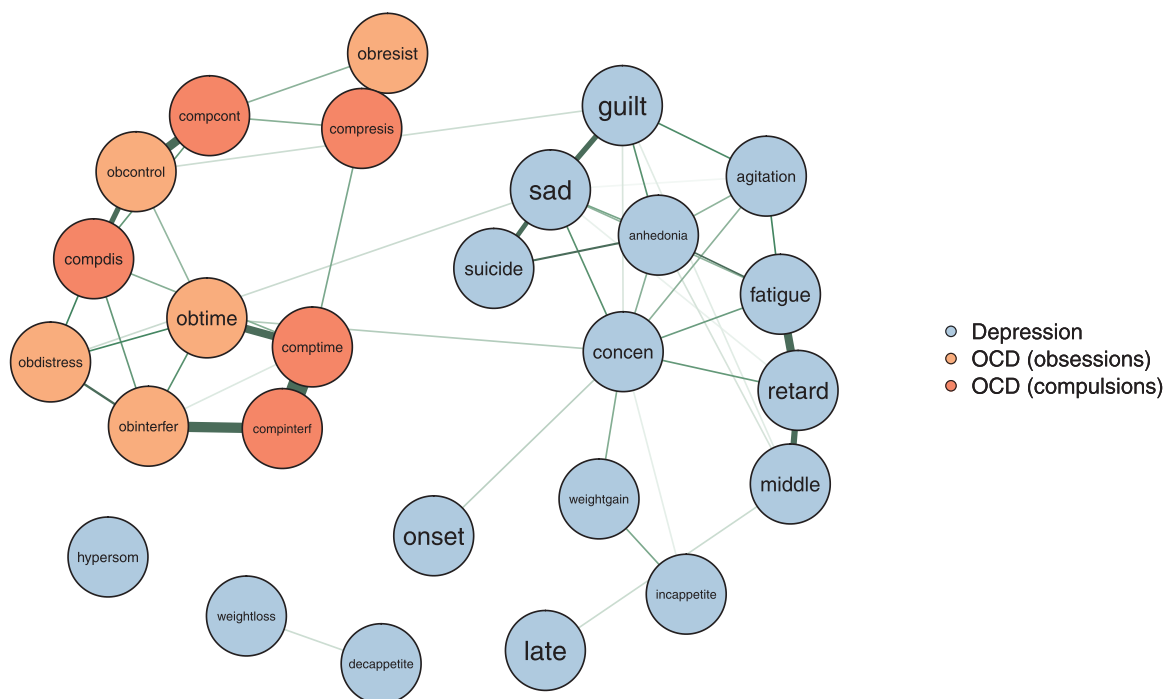 obresist
compcont
compresis
guilt
obcontrol
agitation
sad
anhedonia
compdis
suicide
fatigue
obtime
comptime
concen
obdistress
retard
obinterfer
compinterf
middle
weightgain
onset
hypersom
incappetite
weightloss
late
decappetite
Depression
OCD (obsessions)
OCD (compulsions)